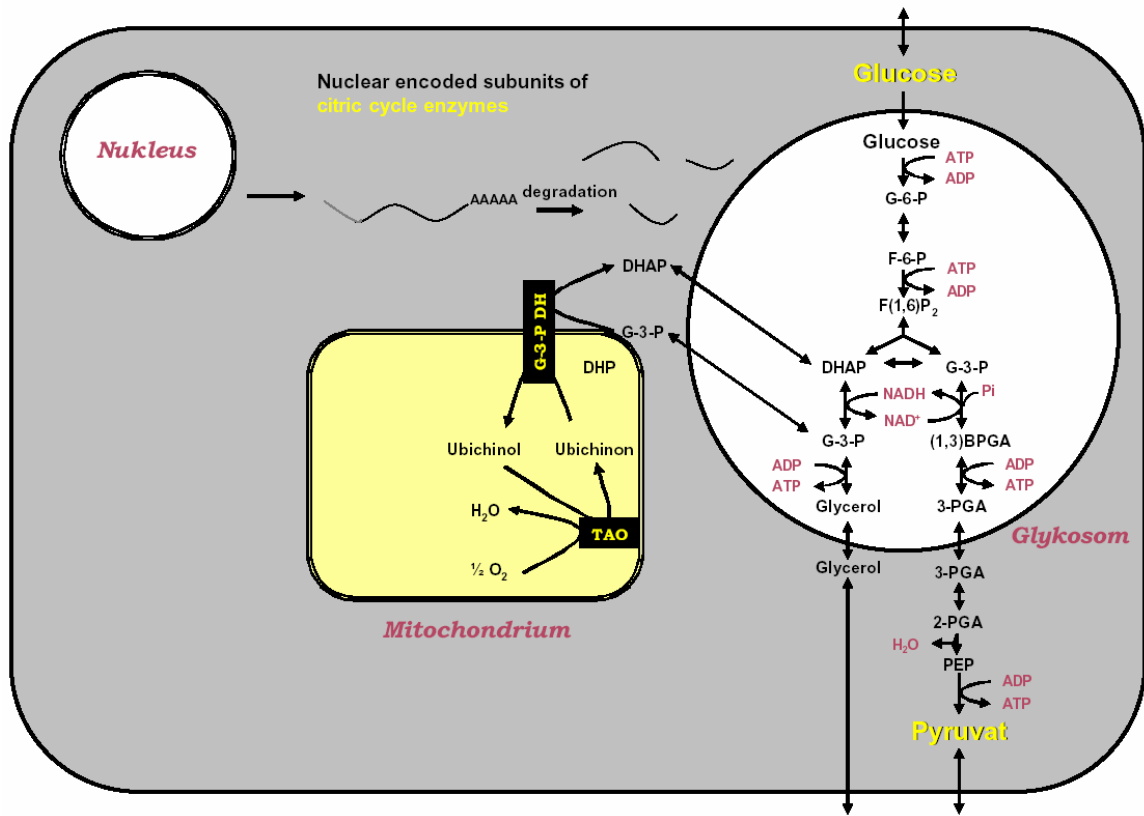 Glucose
Nuclear encoded subunits of
citric cycle enzymes
Nukleus
AAAAA
degradation
Glucose
ATP
ADP
G-6-P
F-6-P
ATP
ADP
F(1,6)P₂
DHAP
G-3-P
G-3-P DH
DHP
DHAP
G-3-P
NADH
NAD⁺
Pi
G-3-P
(1,3)BPGA
ADP
ATP
ADP
ATP
Glycerol
3-PGA
Glykosom
Ubichinol
Ubichinon
H₂O
TAO
½ O₂
Mitochondrium
Glycerol
3-PGA
2-PGA
H₂O
PEP
ADP
ATP
Pyruvat